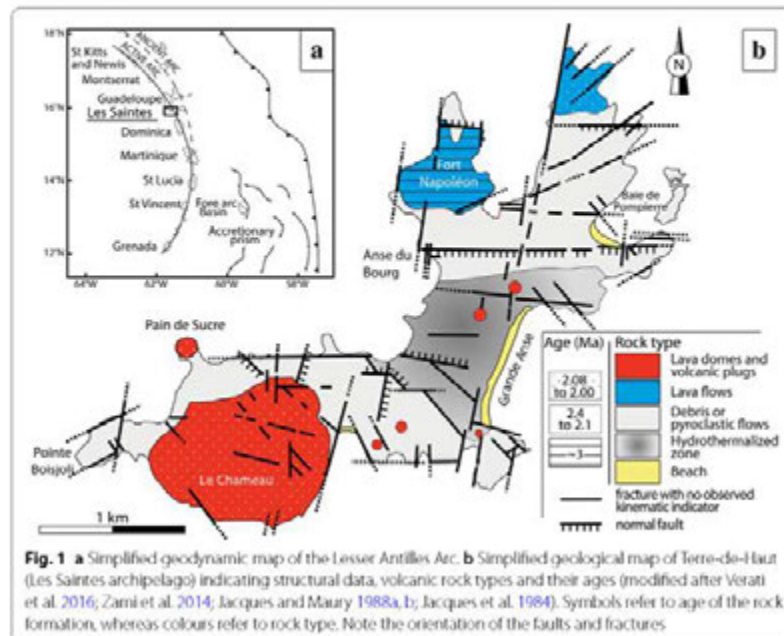 a
18°N
ANCIENT ARC
ACTIVE ARC
St Kitts
and Newis
Montserrat
Guadeloupe
16°N
Les Saintes
Dominica
Martinique
14°N
St Lucia
St Vincent
Fore arc
Basin
Accretionary
prism
12°N
Grenada
64°W
62°W
60°W
58°W
b
N
Fort
Napoléon
Baie de
Pompierre
Anse du
Bourg
Pain de Sucre
Grande Anse
Pointe
Boisjoli
Le Chameau
1 km
Age (Ma)
2.08
to 2.00
2.4
to 2.1
~3
Rock type
Lava domes and
volcanic plugs
Lava flows
Debris or
pyroclastic flows
Hydrothermalized
zone
Beach
fracture with no observed
kinematic indicator
normal fault
Fig. 1 a Simplified geodynamic map of the Lesser Antilles Arc. b Simplified geological map of Terre-de-Haut
(Les Saintes archipelago) indicating structural data, volcanic rock types and their ages (modified after Verati
et al. 2016; Zami et al. 2014; Jacques and Maury 1988a, b; Jacques et al. 1984). Symbols refer to age of the rock
formation, whereas colours refer to rock type. Note the orientation of the faults and fractures